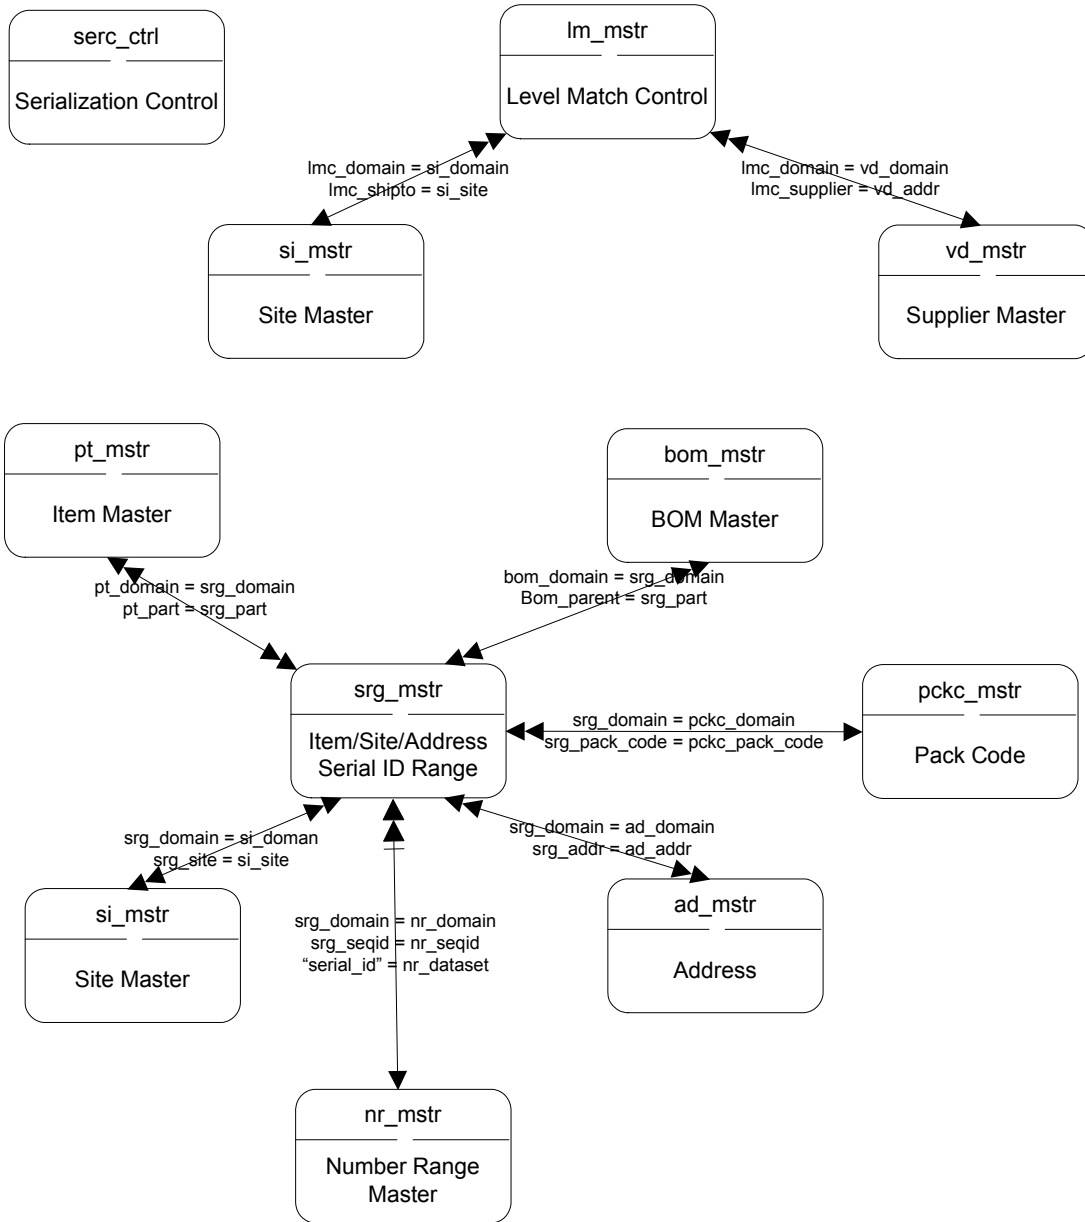 serc_ctrl
Serialization Control
lm_mstr
Level Match Control
lmc_domain = si_domain
lmc_shipto = si_site
lmc_domain = vd_domain
lmc_supplier = vd_addr
si_mstr
Site Master
vd_mstr
Supplier Master
pt_mstr
Item Master
bom_mstr
BOM Master
pt_domain = srg_domain
pt_part = srg_part
bom_domain = srg_domain
Bom_parent = srg_part
srg_mstr
Item/Site/Address
Serial ID Range
srg_domain = pckc_domain
srg_pack_code = pckc_pack_code
pckc_mstr
Pack Code
srg_domain = si_doman
srg_site = si_site
srg_domain = ad_domain
srg_addr = ad_addr
si_mstr
Site Master
srg_domain = nr_domain
srg_seqid = nr_seqid
“serial_id” = nr_dataset
ad_mstr
Address
nr_mstr
Number Range
Master